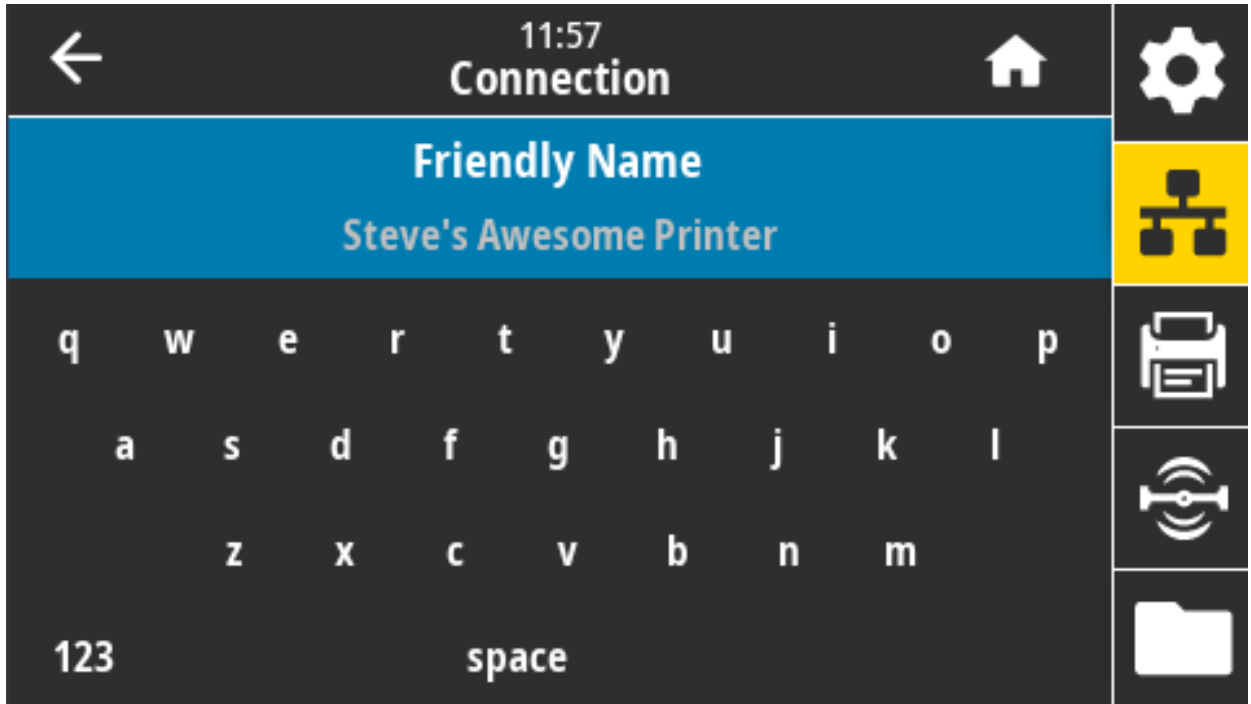 11:57
Connection
Friendly Name
Steve's Awesome Printer
q w e r t y u i o p
a s d f g h j k l
z x c v b n m
123 space